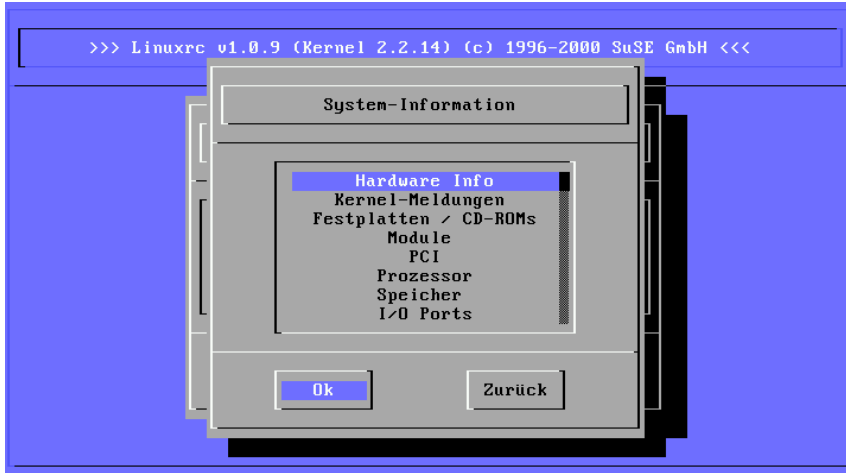 >>> Linuxrc v1.0.9 (Kernel 2.2.14) (c) 1996-2000 SuSE GmbH <<<
System-Information
Hardware Info
Kernel-Meldungen
Festplatten / CD-ROMs
Module
PCI
Prozessor
Speicher
I/O Ports
Ok Zurück